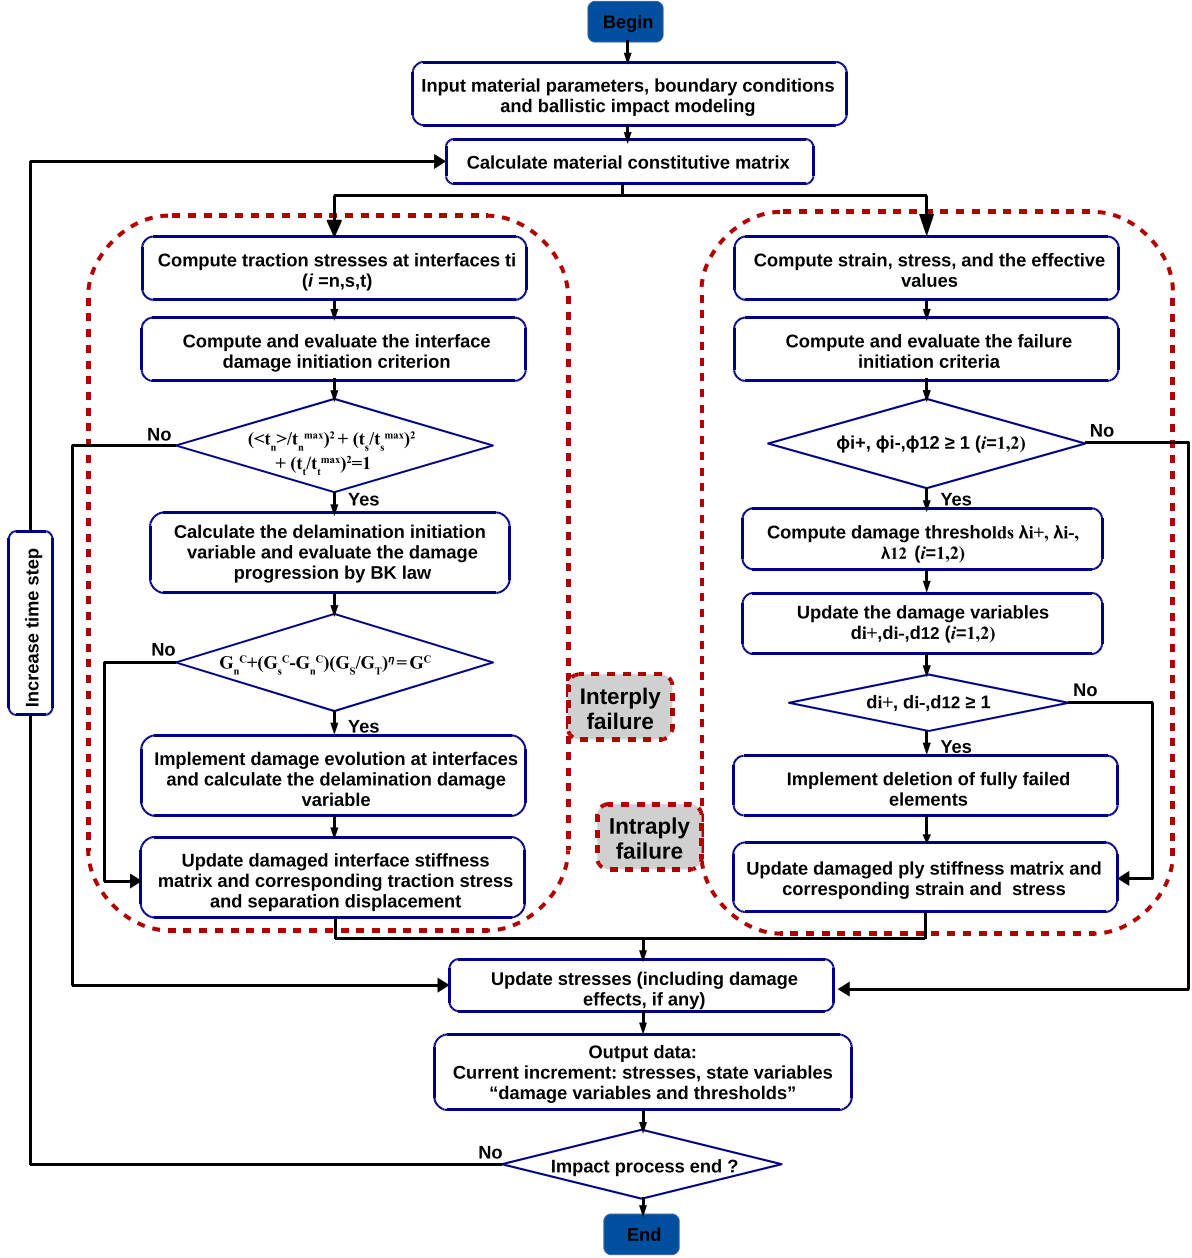 Begin
Input material parameters, boundary conditions
and ballistic impact modeling
Calculate material constitutive matrix
Compute traction stresses at interfaces ti
(i =n,s,t)
Compute and evaluate the interface
damage initiation criterion
No
(<tₙ>/tₙᵐᵃˣ)² + (tₛ/tₛᵐᵃˣ)²
+ (tₜ/tₜᵐᵃˣ)²=1
Yes
Calculate the delamination initiation
variable and evaluate the damage
progression by BK law
No
Gₙᶜ+(Gₛᶜ-Gₙᶜ)(G_S/G_T)^η = Gᶜ
Yes
Implement damage evolution at interfaces
and calculate the delamination damage
variable
Update damaged interface stiffness
matrix and corresponding traction stress
and separation displacement
Interply
failure
Intraply
failure
Compute strain, stress, and the effective
values
Compute and evaluate the failure
initiation criteria
ϕi+, ϕi-,ϕ12 ≥ 1 (i=1,2)
No
Yes
Compute damage thresholds λi+, λi-,
λ12 (i=1,2)
Update the damage variables
di+,di-,d12 (i=1,2)
di+, di-,d12 ≥ 1
No
Yes
Implement deletion of fully failed
elements
Update damaged ply stiffness matrix and
corresponding strain and stress
Update stresses (including damage
effects, if any)
Output data:
Current increment: stresses, state variables
“damage variables and thresholds”
No
Impact process end ?
Increase time step
End